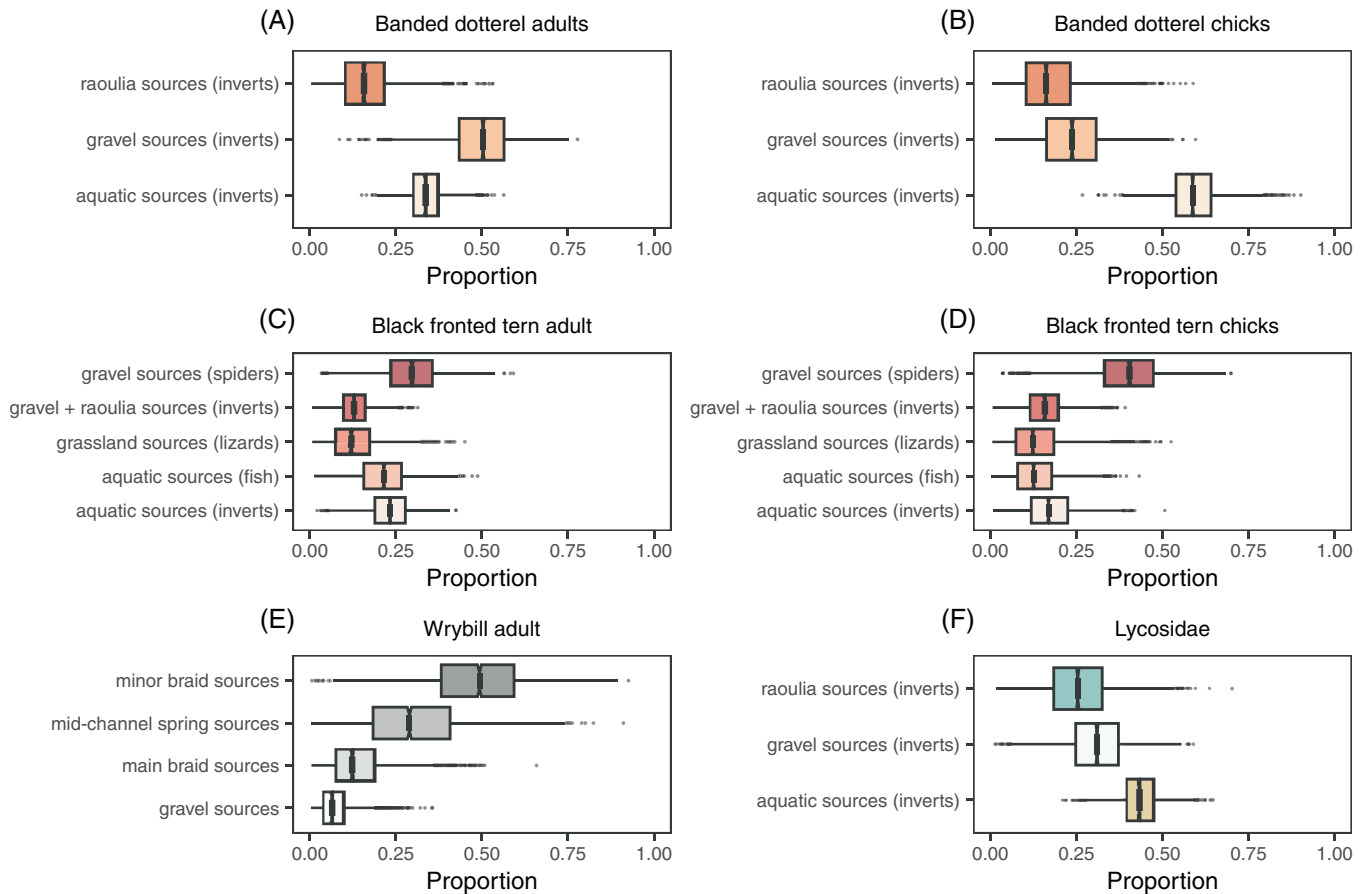 (A) Banded dotterel adults
raoulia sources (inverts)
gravel sources (inverts)
aquatic sources (inverts)
0.00 0.25 0.50 0.75 1.00
Proportion
(B) Banded dotterel chicks
raoulia sources (inverts)
gravel sources (inverts)
aquatic sources (inverts)
0.00 0.25 0.50 0.75 1.00
Proportion
(C) Black fronted tern adult
gravel sources (spiders)
gravel + raoulia sources (inverts)
grassland sources (lizards)
aquatic sources (fish)
aquatic sources (inverts)
0.00 0.25 0.50 0.75 1.00
Proportion
(D) Black fronted tern chicks
gravel sources (spiders)
gravel + raoulia sources (inverts)
grassland sources (lizards)
aquatic sources (fish)
aquatic sources (inverts)
0.00 0.25 0.50 0.75 1.00
Proportion
(E) Wrybill adult
minor braid sources
mid-channel spring sources
main braid sources
gravel sources
0.00 0.25 0.50 0.75 1.00
Proportion
(F) Lycosidae
raoulia sources (inverts)
gravel sources (inverts)
aquatic sources (inverts)
0.00 0.25 0.50 0.75 1.00
Proportion